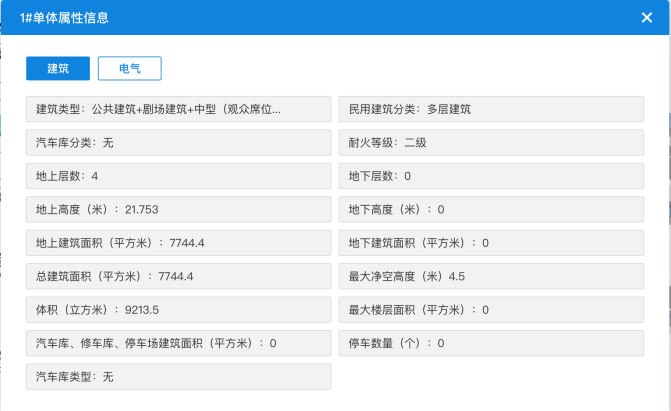 1#单体属性信息
建筑 电气
建筑类型：公共建筑+剧场建筑+中型（观众席位... 民用建筑分类：多层建筑
汽车库分类：无 耐火等级：二级
地上层数：4 地下层数：0
地上高度（米）：21.753 地下高度（米）：0
地上建筑面积（平方米）：7744.4 地下建筑面积（平方米）：0
总建筑面积（平方米）：7744.4 最大净空高度（米）4.5
体积（立方米）：9213.5 最大楼层面积（平方米）：0
汽车库、修车库、停车场建筑面积（平方米）：0 停车数量（个）：0
汽车库类型：无